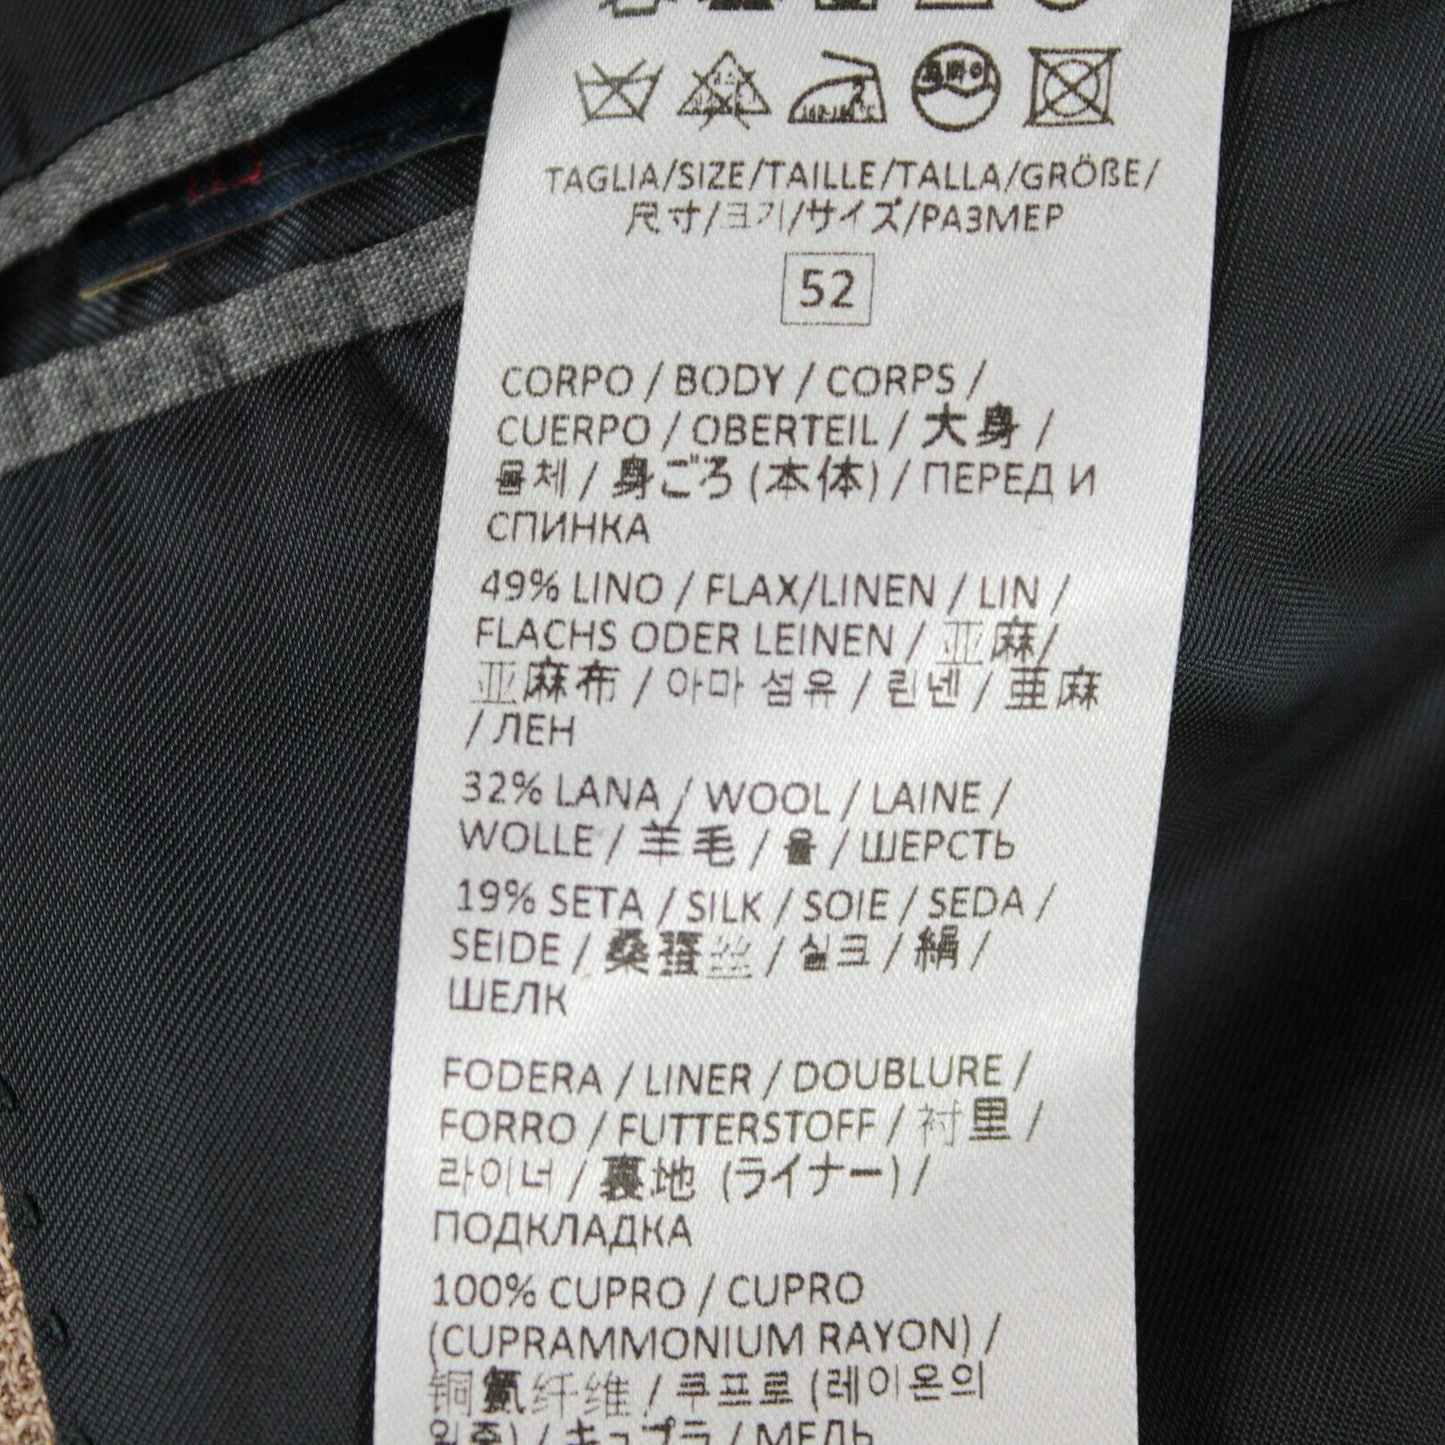 TAGLIA/SIZE/TAILLE/TALLA/GRÖßE/
尺寸/크기/サイズ/РАЗМЕР
52
CORPO / BODY / CORPS /
CUERPO / OBERTEIL / 大身 /
몸체 / 身ごろ (本体) / ПЕРЕД И
СПИНКА
49% LINO / FLAX/LINEN / LIN /
FLACHS ODER LEINEN / 亚麻/
亚麻布 / 아마 섬유 / 린넨 / 亜麻
/ ЛЕН
32% LANA / WOOL / LAINE /
WOLLE / 羊毛 / 울 / ШЕРСТЬ
19% SETA / SILK / SOIE / SEDA /
SEIDE / 桑蚕丝 / 실크 / 絹 /
ШЕЛК
FODERA / LINER / DOUBLURE /
FORRO / FUTTERSTOFF / 衬里 /
라이너 / 裏地 (ライナー) /
ПОДКЛАДКА
100% CUPRO / CUPRO
(CUPRAMMONIUM RAYON) /
铜氨纤维 / 쿠프로 (레이온의
/ キュプラ / МЕДЬ